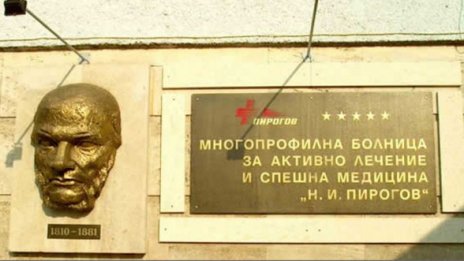 ПИРОГОВ
МНОГОПРОФИЛНА БОЛНИЦА
ЗА АКТИВНО ЛЕЧЕНИЕ
И СПЕШНА МЕДИЦИНА
„Н. И. ПИРОГОВ“
1810-1881